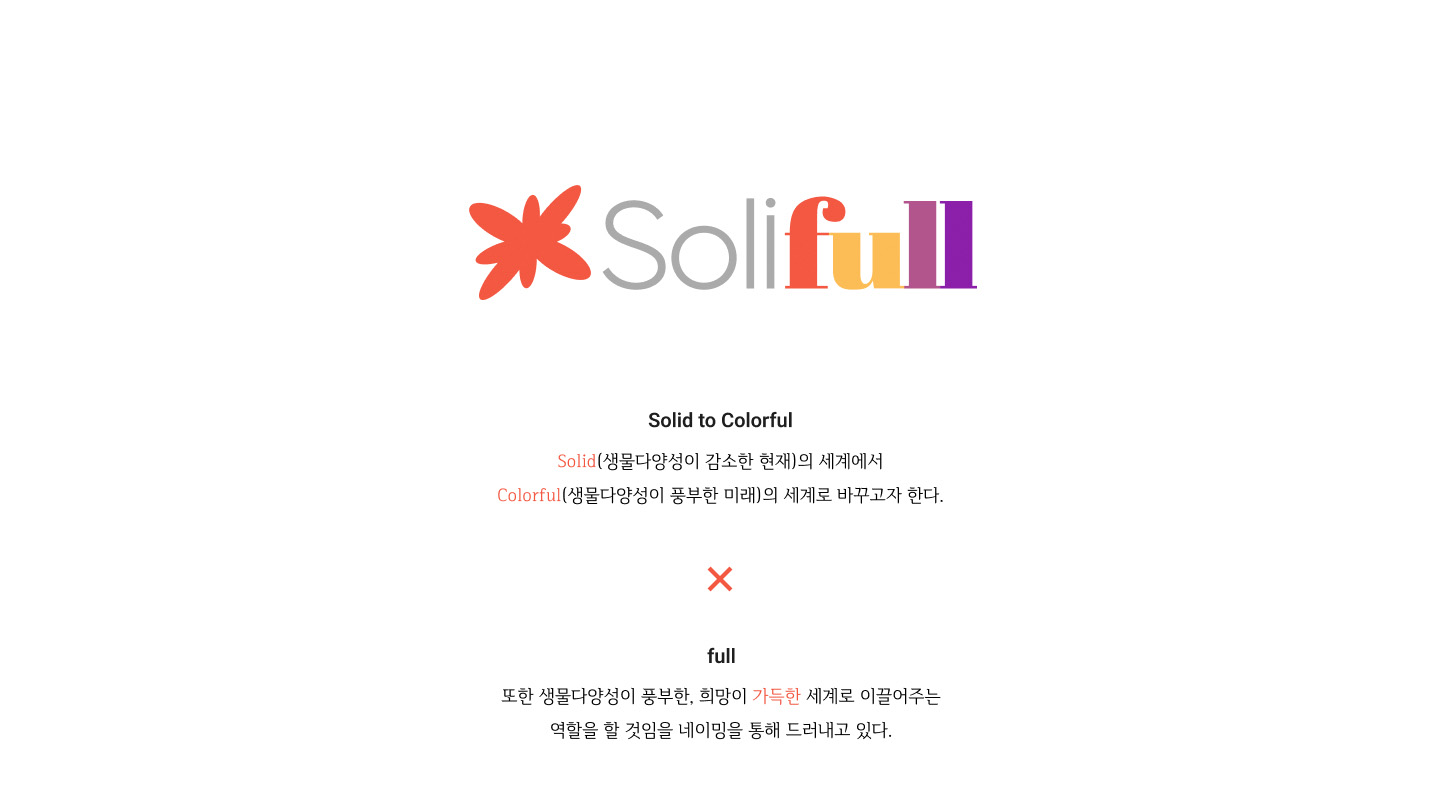 Solifull
Solid to Colorful
Solid(생물다양성이 감소한 현재)의 세계에서
Colorful(생물다양성이 풍부한 미래)의 세계로 바꾸고자 한다.
×
full
또한 생물다양성이 풍부한, 희망이 가득한 세계로 이끌어주는
역할을 할 것임을 네이밍을 통해 드러내고 있다.